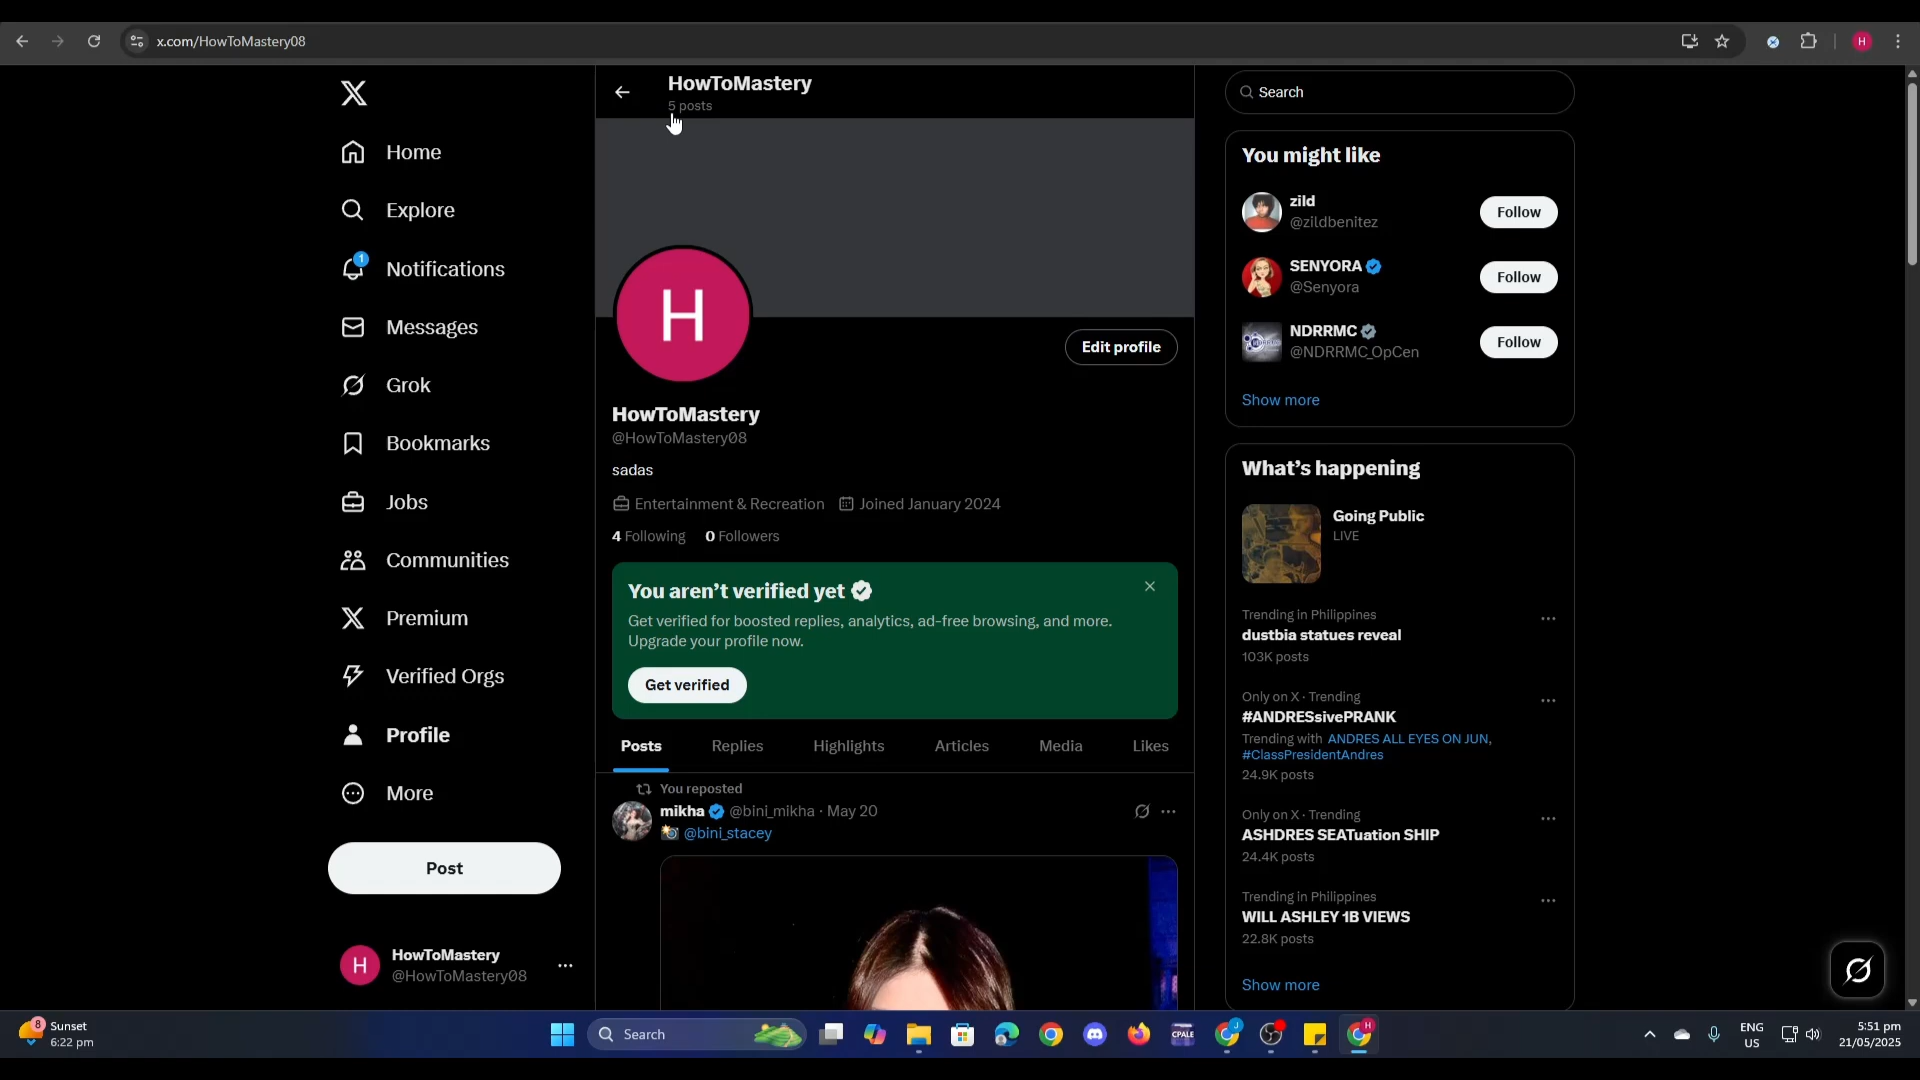 x.com/HowToMastery08
H
Home
Explore
1
Notifications
Messages
Grok
Bookmarks
Jobs
Communities
Premium
Verified Orgs
Profile
More
Post
H
HowToMastery
@HowToMastery08
HowToMastery
5 posts
H
Edit profile
HowToMastery
@HowToMastery08
sadas
Entertainment & Recreation Joined January 2024
4 Following 0 Followers
You aren’t verified yet
Get verified for boosted replies, analytics, ad-free browsing, and more.
Upgrade your profile now.
Get verified
Posts Replies Highlights Articles Media Likes
You reposted
mikha @bini_mikha · May 20
@bini_stacey
Search
You might like
zild
@zildbenitez
Follow
SENYORA
@Senyora
Follow
NDRRMC
@NDRRMC_OpCen
Follow
Show more
What’s happening
Going Public
LIVE
Trending in Philippines
dustbia statues reveal
103K posts
Only on X · Trending
#ANDRESsivePRANK
Trending with ANDRES ALL EYES ON JUN,
#ClassPresidentAndres
24.9K posts
Only on X · Trending
ASHDRES SEATuation SHIP
24.4K posts
Trending in Philippines
WILL ASHLEY 1B VIEWS
22.8K posts
Show more
8
Sunset
6:22 pm
Search
CPALE
J
H
ENG
US
5:51 pm
21/05/2025